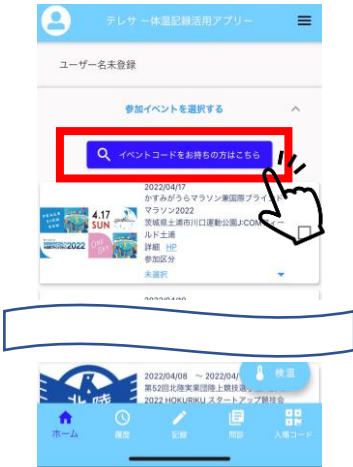 テレサ ー体温記録活用アプリー
ユーザー名未登録
参加イベントを選択する
イベントコードをお持ちの方はこちら
2022/04/17
かすみがうらマラソン兼国際ブライ
マラソン2022
茨城県土浦市川口運動公園J:COM
ルド土浦
詳細 HP
参加区分
未選択
4.17
SUN
2022
2022/04/08 ～2022/04/
第52回北陸実業団陸上競技
2022 HOKURIKU スタートアップ競技会
検温
ホーム
履歴
記録
問診
入場コード